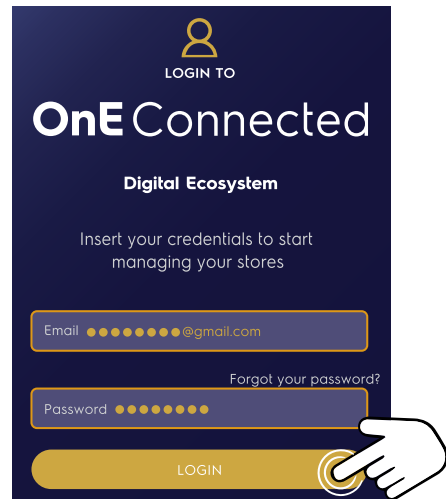 LOGIN TO
OnE Connected
Digital Ecosystem
Insert your credentials to start
managing your stores
Email ●●●●●●●●@gmail.com
Forgot your password?
Password ●●●●●●●●
LOGIN